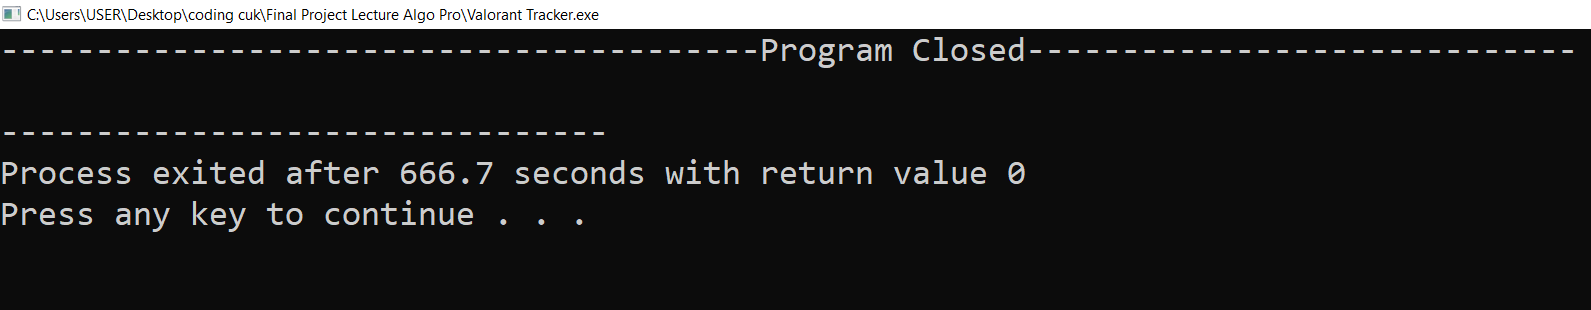 C:\Users\USER\Desktop\coding cuk\Final Project Lecture Algo Pro\Valorant Tracker.exe
----------------------------------------Program Closed-----------------------------
--------------------------------
Process exited after 666.7 seconds with return value 0
Press any key to continue . . .